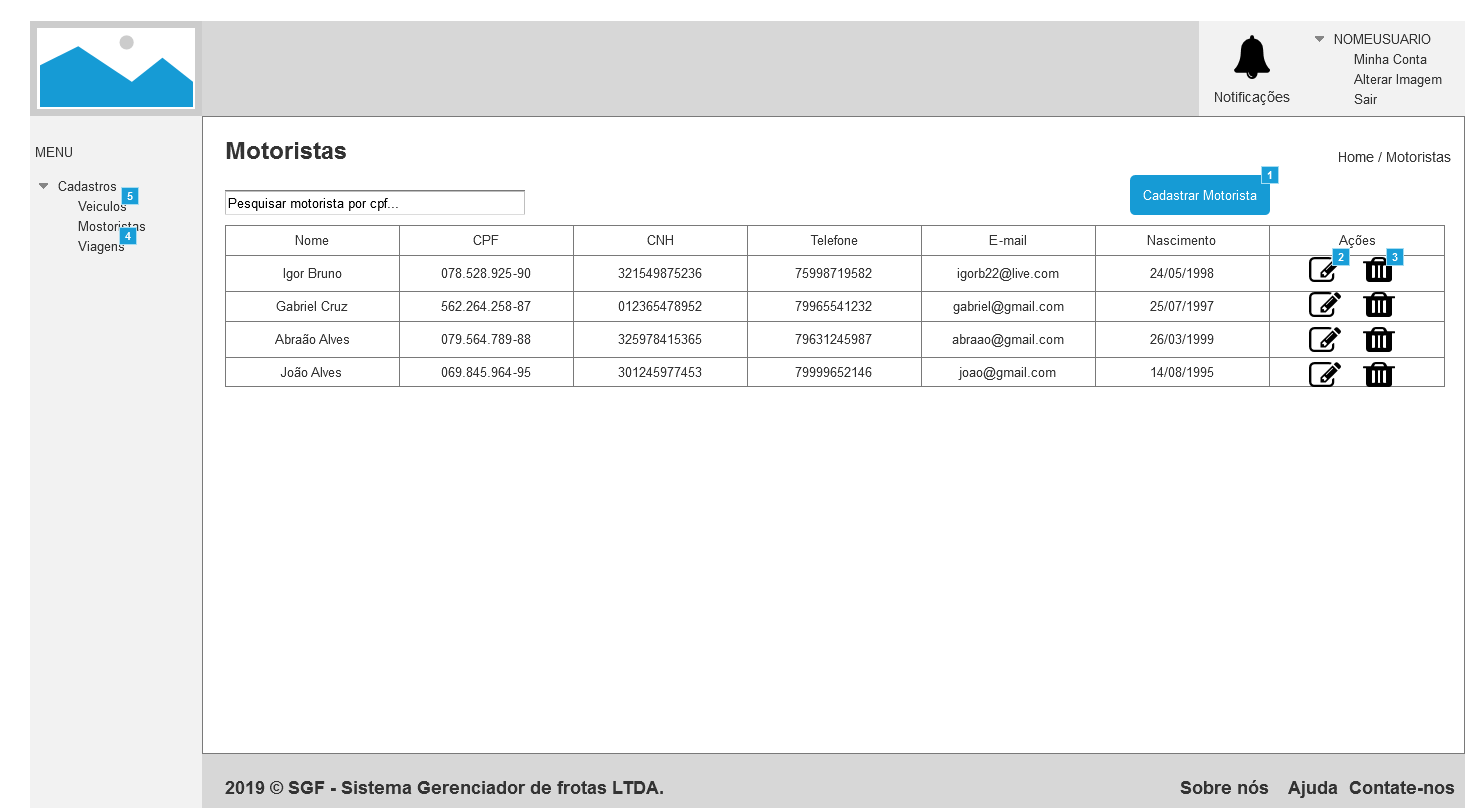 Notificações
NOMEUSUARIO
Minha Conta
Alterar Imagem
Sair
MENU
Cadastros
5
Veiculos
Mostoristas
4
Viagens
Motoristas
Home / Motoristas
Pesquisar motorista por cpf...
Cadastrar Motorista
1
Nome CPF CNH Telefone E-mail Nascimento Ações
2 3
Igor Bruno 078.528.925-90 321549875236 75998719582 igorb22@live.com 24/05/1998
Gabriel Cruz 562.264.258-87 012365478952 79965541232 gabriel@gmail.com 25/07/1997
Abraão Alves 079.564.789-88 325978415365 79631245987 abraao@gmail.com 26/03/1999
João Alves 069.845.964-95 301245977453 79999652146 joao@gmail.com 14/08/1995
2019 © SGF - Sistema Gerenciador de frotas LTDA.
Sobre nós Ajuda Contate-nos